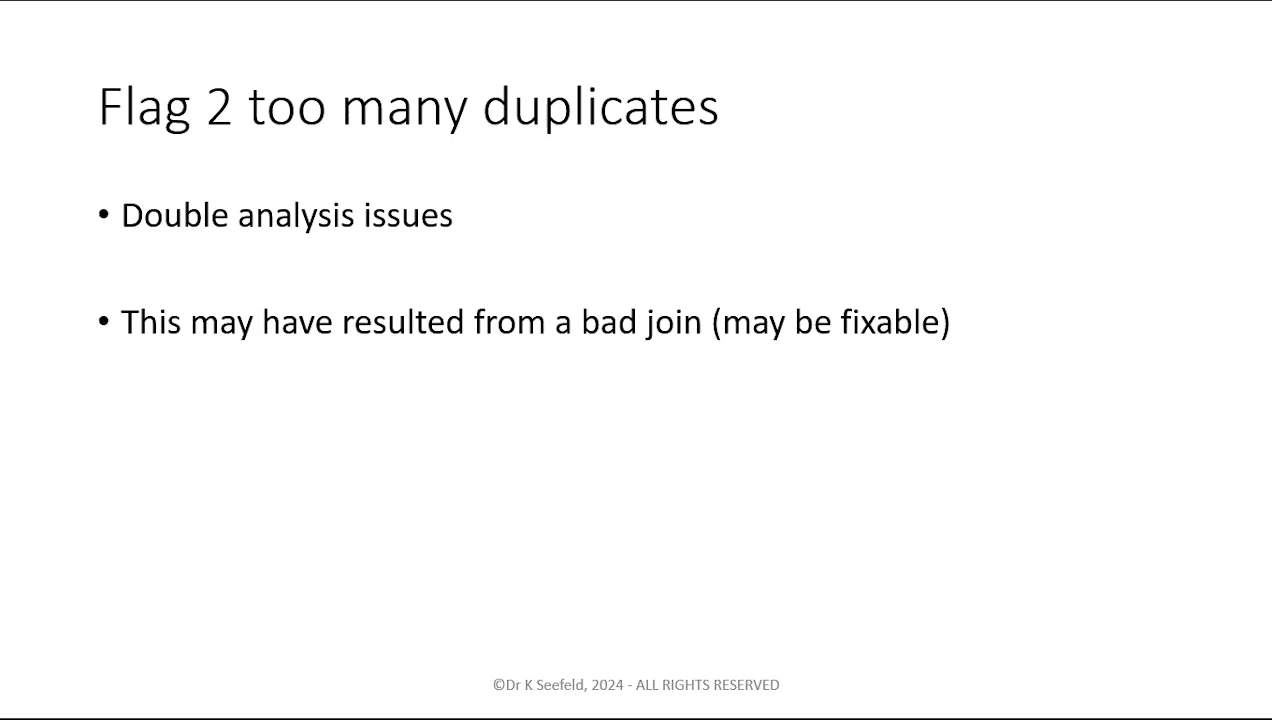 Flag 2 too many duplicates
• Double analysis issues
• This may have resulted from a bad join (may be fixable)
©Dr K Seefeld, 2024 - ALL RIGHTS RESERVED